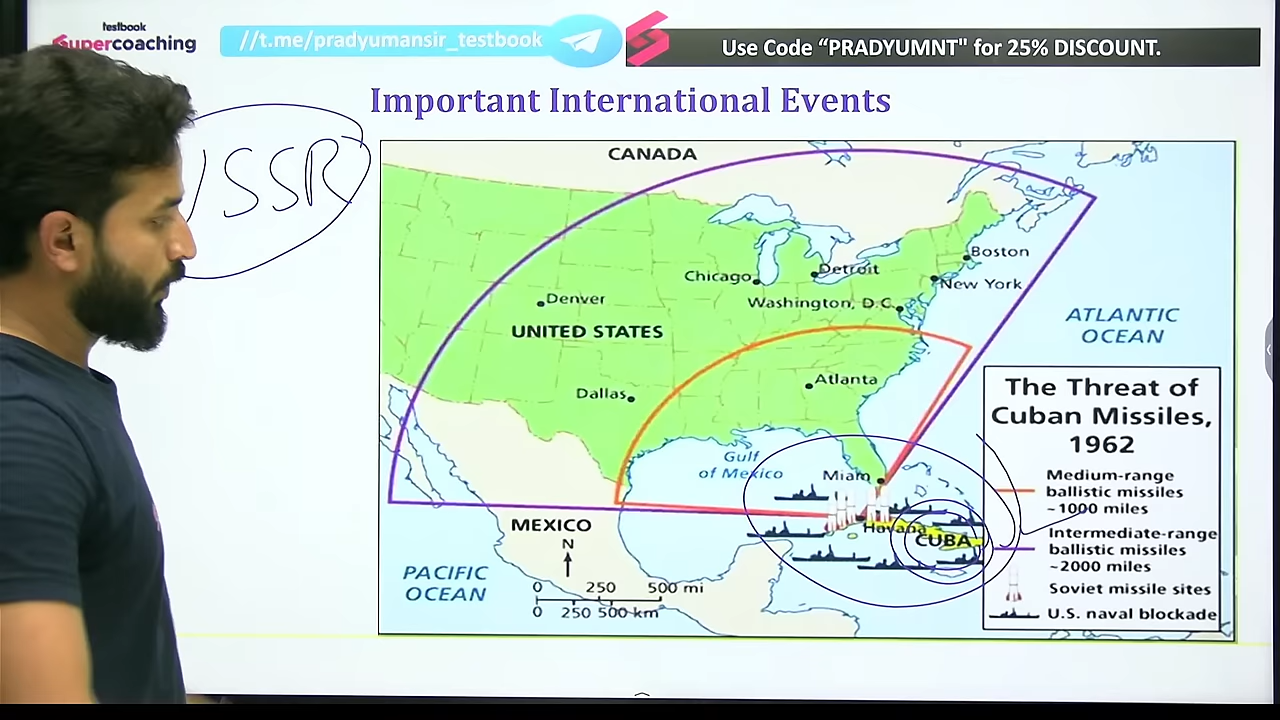 testbook
Supercoaching
//t.me/pradyumansir_testbook
Use Code “PRADYUMNT" for 25% DISCOUNT.
Important International Events
SSR
CANADA
Boston
Detroit
Chicago
New York
Denver
Washington, D.C.
UNITED STATES
ATLANTIC
OCEAN
Atlanta
Dallas
The Threat of
Cuban Missiles,
1962
Gulf
of Mexico
Miami
Medium-range
ballistic missiles
~1000 miles
MEXICO
Havana
CUBA
Intermediate-range
ballistic missiles
~2000 miles
N
PACIFIC
OCEAN
0 250 500 mi
0 250 500 km
Soviet missile sites
U.S. naval blockade